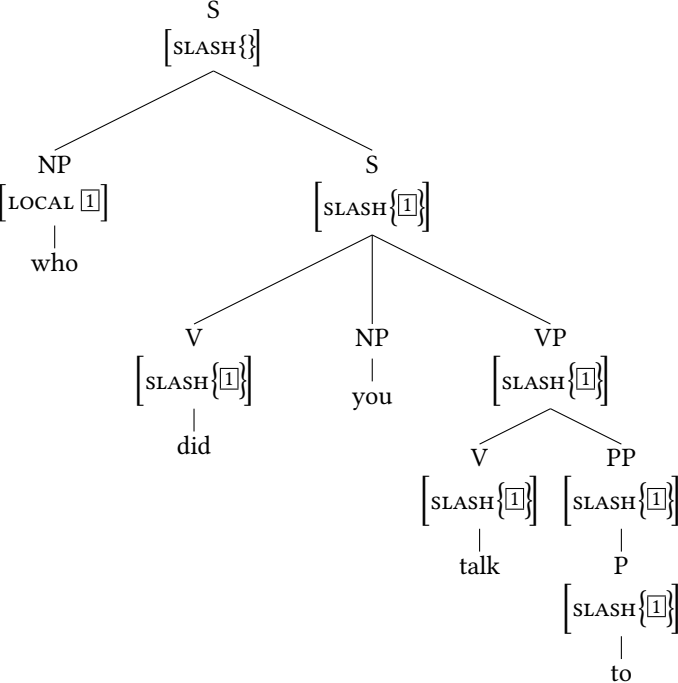 S
[SLASH{}]
NP S
[LOCAL 1] [SLASH{1}]
who
V NP VP
[SLASH{1}] you [SLASH{1}]
did
V PP
[SLASH{1}] [SLASH{1}]
talk P
[SLASH{1}]
to